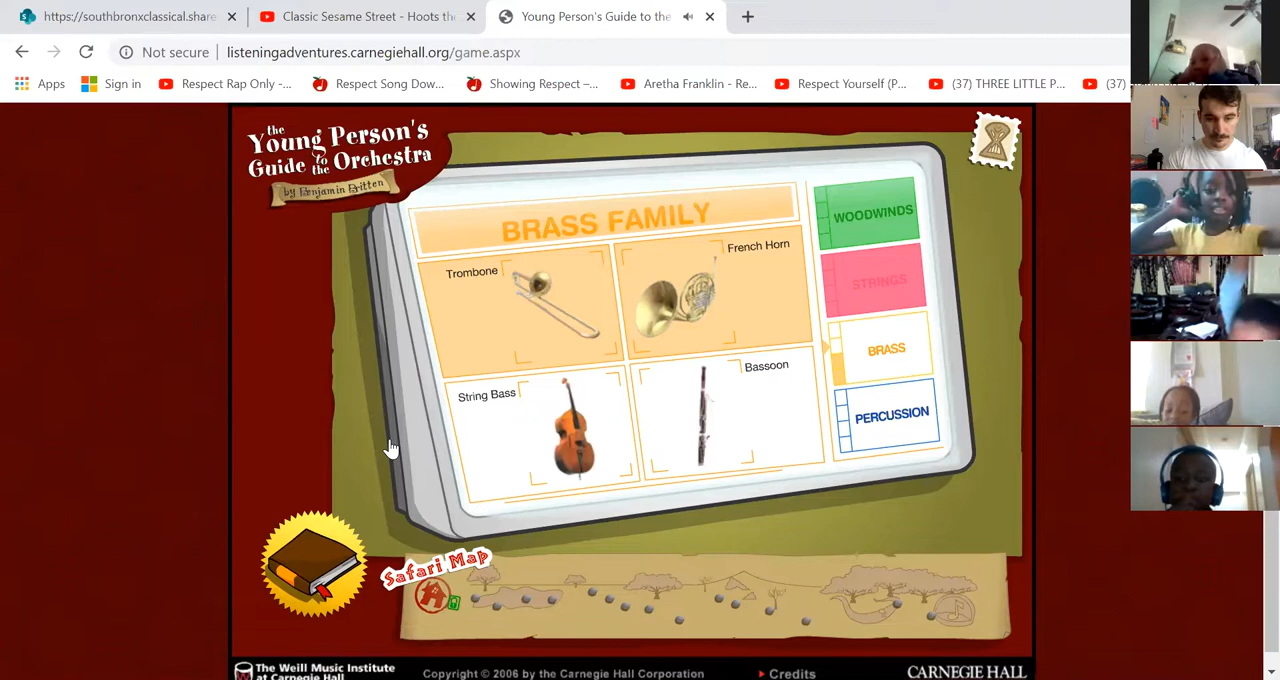 https://southbronxclassical.share
Classic Sesame Street - Hoots the
Young Person's Guide to the
Not secure
listeningadventures.carnegiehall.org/game.aspx
Apps
Sign in
Respect Rap Only -...
Respect Song Dow...
Showing Respect –...
Aretha Franklin - Re...
Respect Yourself (P...
(37) THREE LITTLE P...
(37)
the
Young Person's
Guide to the Orchestra
by Benjamin Britten
BRASS FAMILY
Trombone
French Horn
String Bass
Bassoon
WOODWINDS
STRINGS
BRASS
PERCUSSION
Safari Map
The Weill Music Institute
at Carnegie Hall
Copyright © 2006 by the Carnegie Hall Corporation
Credits
CARNEGIE HALL